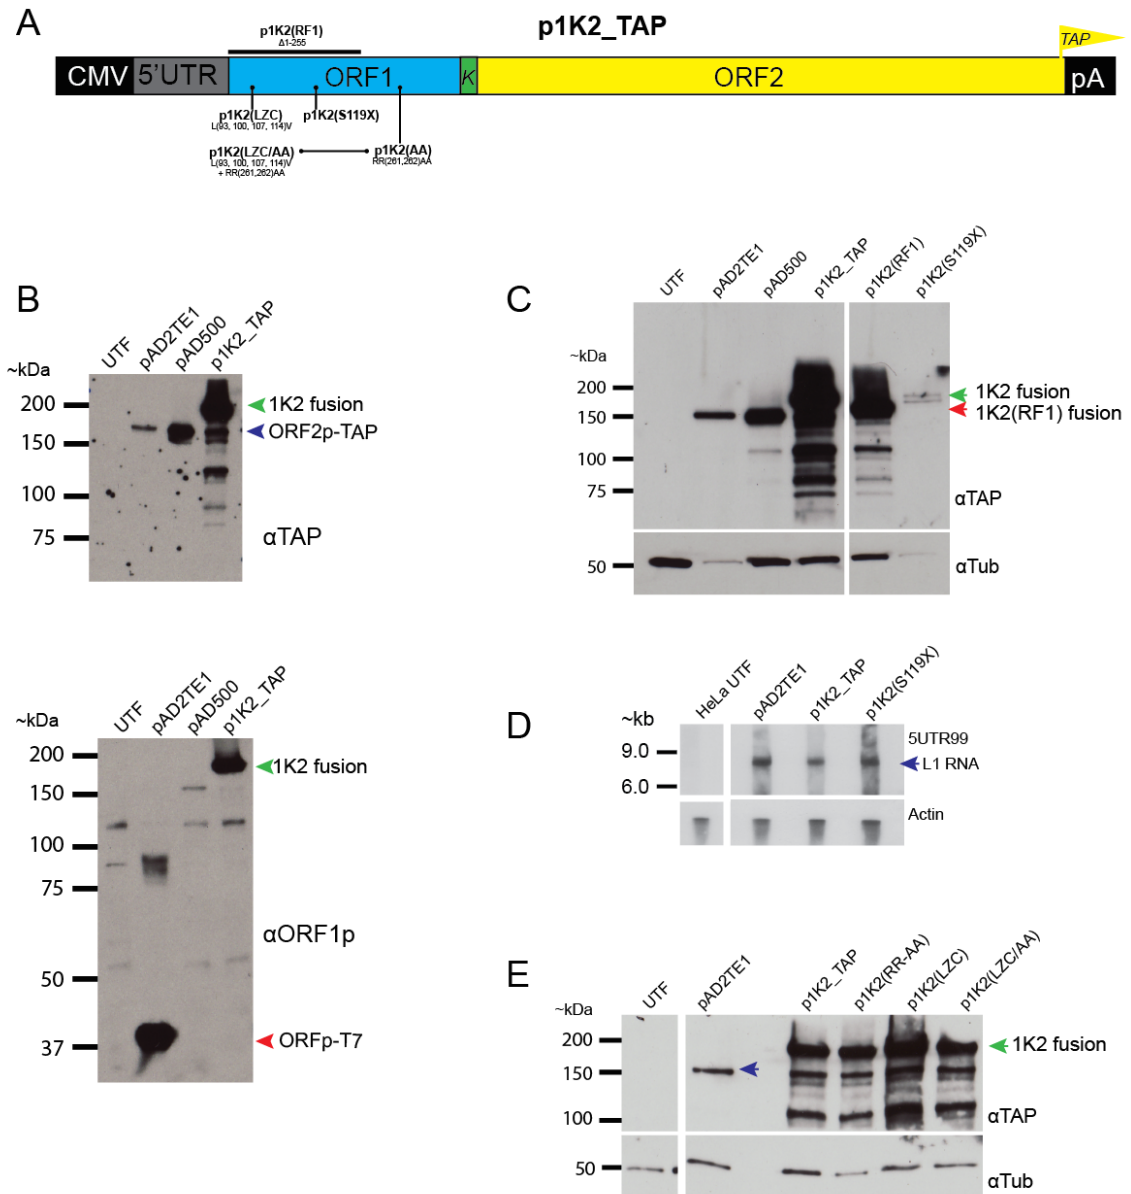 A
p1K2_TAP
p1K2(RF1)
Δ1-255
TAP
CMV 5'UTR ORF1 K ORF2 pA
p1K2(LZC) p1K2(S119X)
L(93, 100, 107, 114)V
p1K2(LZC/AA) p1K2(AA)
L(93, 100, 107, 114)V RR(261,262)AA
+ RR(261,262)AA
B
UTF pAD2TE1 pAD500 p1K2_TAP
~kDa
200 1K2 fusion
150 ORF2p-TAP
100
75 αTAP
UTF pAD2TE1 pAD500 p1K2_TAP
~kDa
200 1K2 fusion
150
100
75
αORF1p
50
37 ORFp-T7
C
UTF pAD2TE1 pAD500 p1K2_TAP p1K2(RF1) p1K2(S119X)
~kDa
200 1K2 fusion
150 1K2(RF1) fusion
100
75 αTAP
50 αTub
D
HeLa UTF pAD2TE1 p1K2_TAP p1K2(S119X)
~kb
5UTR99
9.0
L1 RNA
6.0
Actin
E
UTF pAD2TE1 p1K2_TAP p1K2(RR-AA) p1K2(LZC) p1K2(LZC/AA)
~kDa
200 1K2 fusion
150
100 αTAP
50 αTub